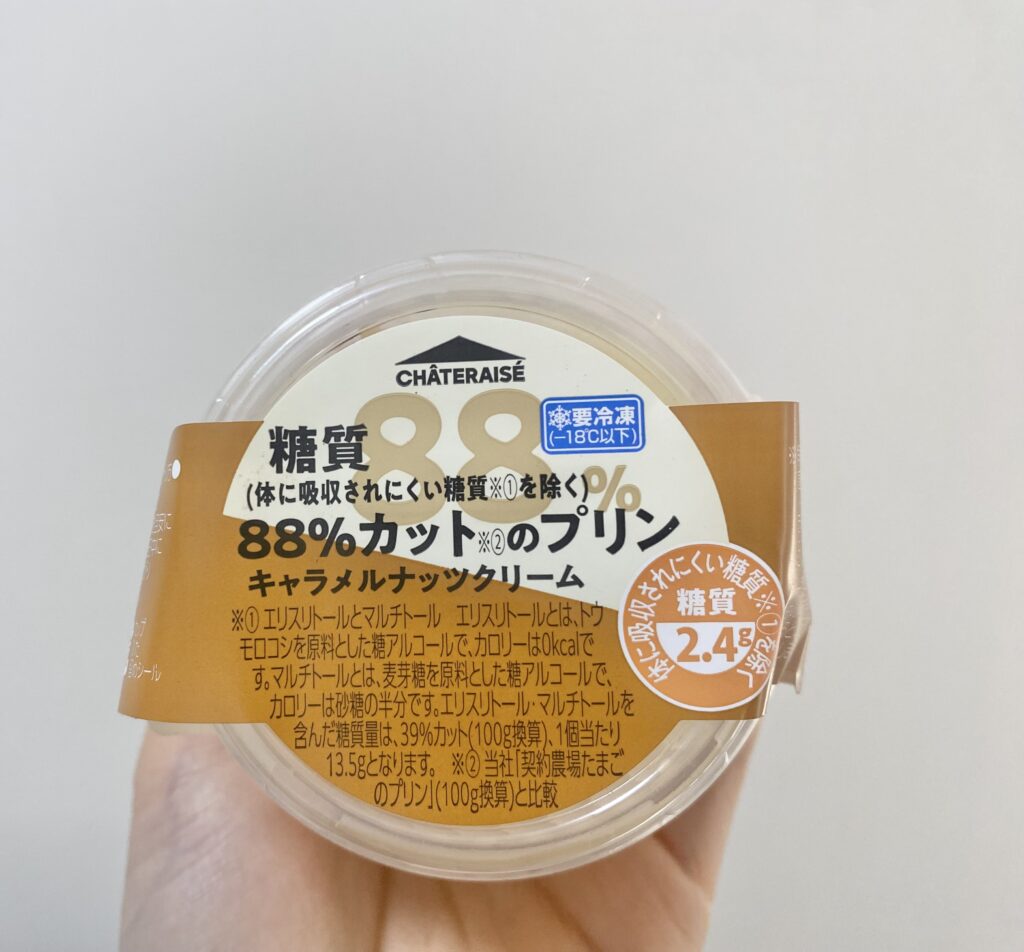 CHÂTERAISÉ
88%
要冷凍
(-18℃以下)
糖質
(体に吸収されにくい糖質※①を除く)
88%カット※②のプリン
キャラメルナッツクリーム
※① エリスリトールとマルチトール エリスリトールとは、トウ
モロコシを原料とした糖アルコールで、カロリーは0kcalで
す。マルチトールとは、麦芽糖を原料とした糖アルコールで、
カロリーは砂糖の半分です。エリスリトール・マルチトールを
含んだ糖質量は、39%カット(100g換算)、1個当たり
13.5gとなります。 ※② 当社「契約農場たまご
のプリン」(100g換算)と比較
体に吸収されにくい糖質※①を除く
糖質
2.4g